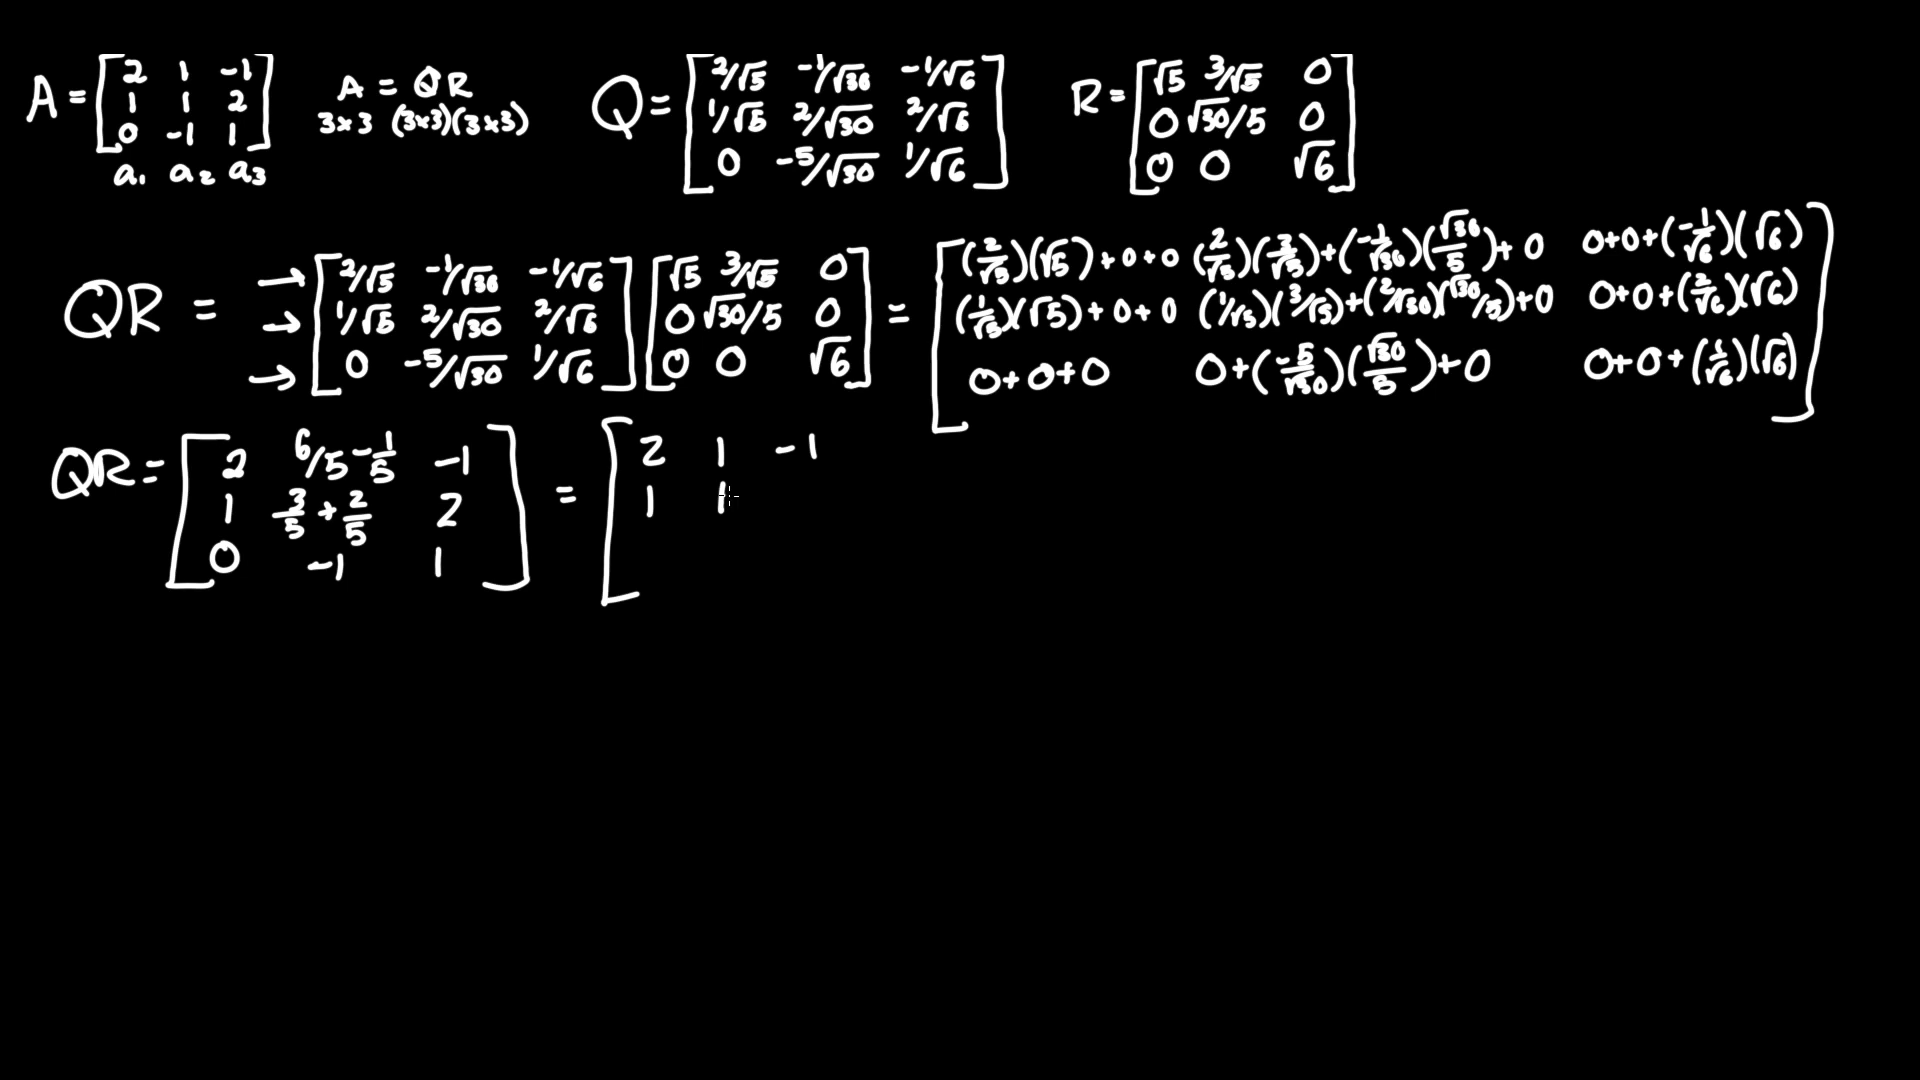 A = [2 1 -1; 1 1 2; 0 -1 1]
a₁ a₂ a₃
A = QR
3×3 (3×3)(3×3)
Q = [2/√5 -1/√30 -1/√6; 1/√5 2/√30 2/√6; 0 -5/√30 1/√6]
R = [√5 3/√5 0; 0 √30/5 0; 0 0 √6]
QR = → → → [2/√5 -1/√30 -1/√6; 1/√5 2/√30 2/√6; 0 -5/√30 1/√6] [√5 3/√5 0; 0 √30/5 0; 0 0 √6] = [(2/√5)(√5)+0+0 (2/√5)(3/√5)+(-1/√30)(√30/5)+0 0+0+(-1/√6)(√6); (1/√5)(√5)+0+0 (1/√5)(3/√5)+(2/√30)(√30/5)+0 0+0+(2/√6)(√6); 0+0+0 0+(-5/√30)(√30/5)+0 0+0+(1/√6)(√6)]
QR = [2 6/5-1/5 -1; 1 3/5+2/5 2; 0 -1 1] = [2 1 -1; 1 1